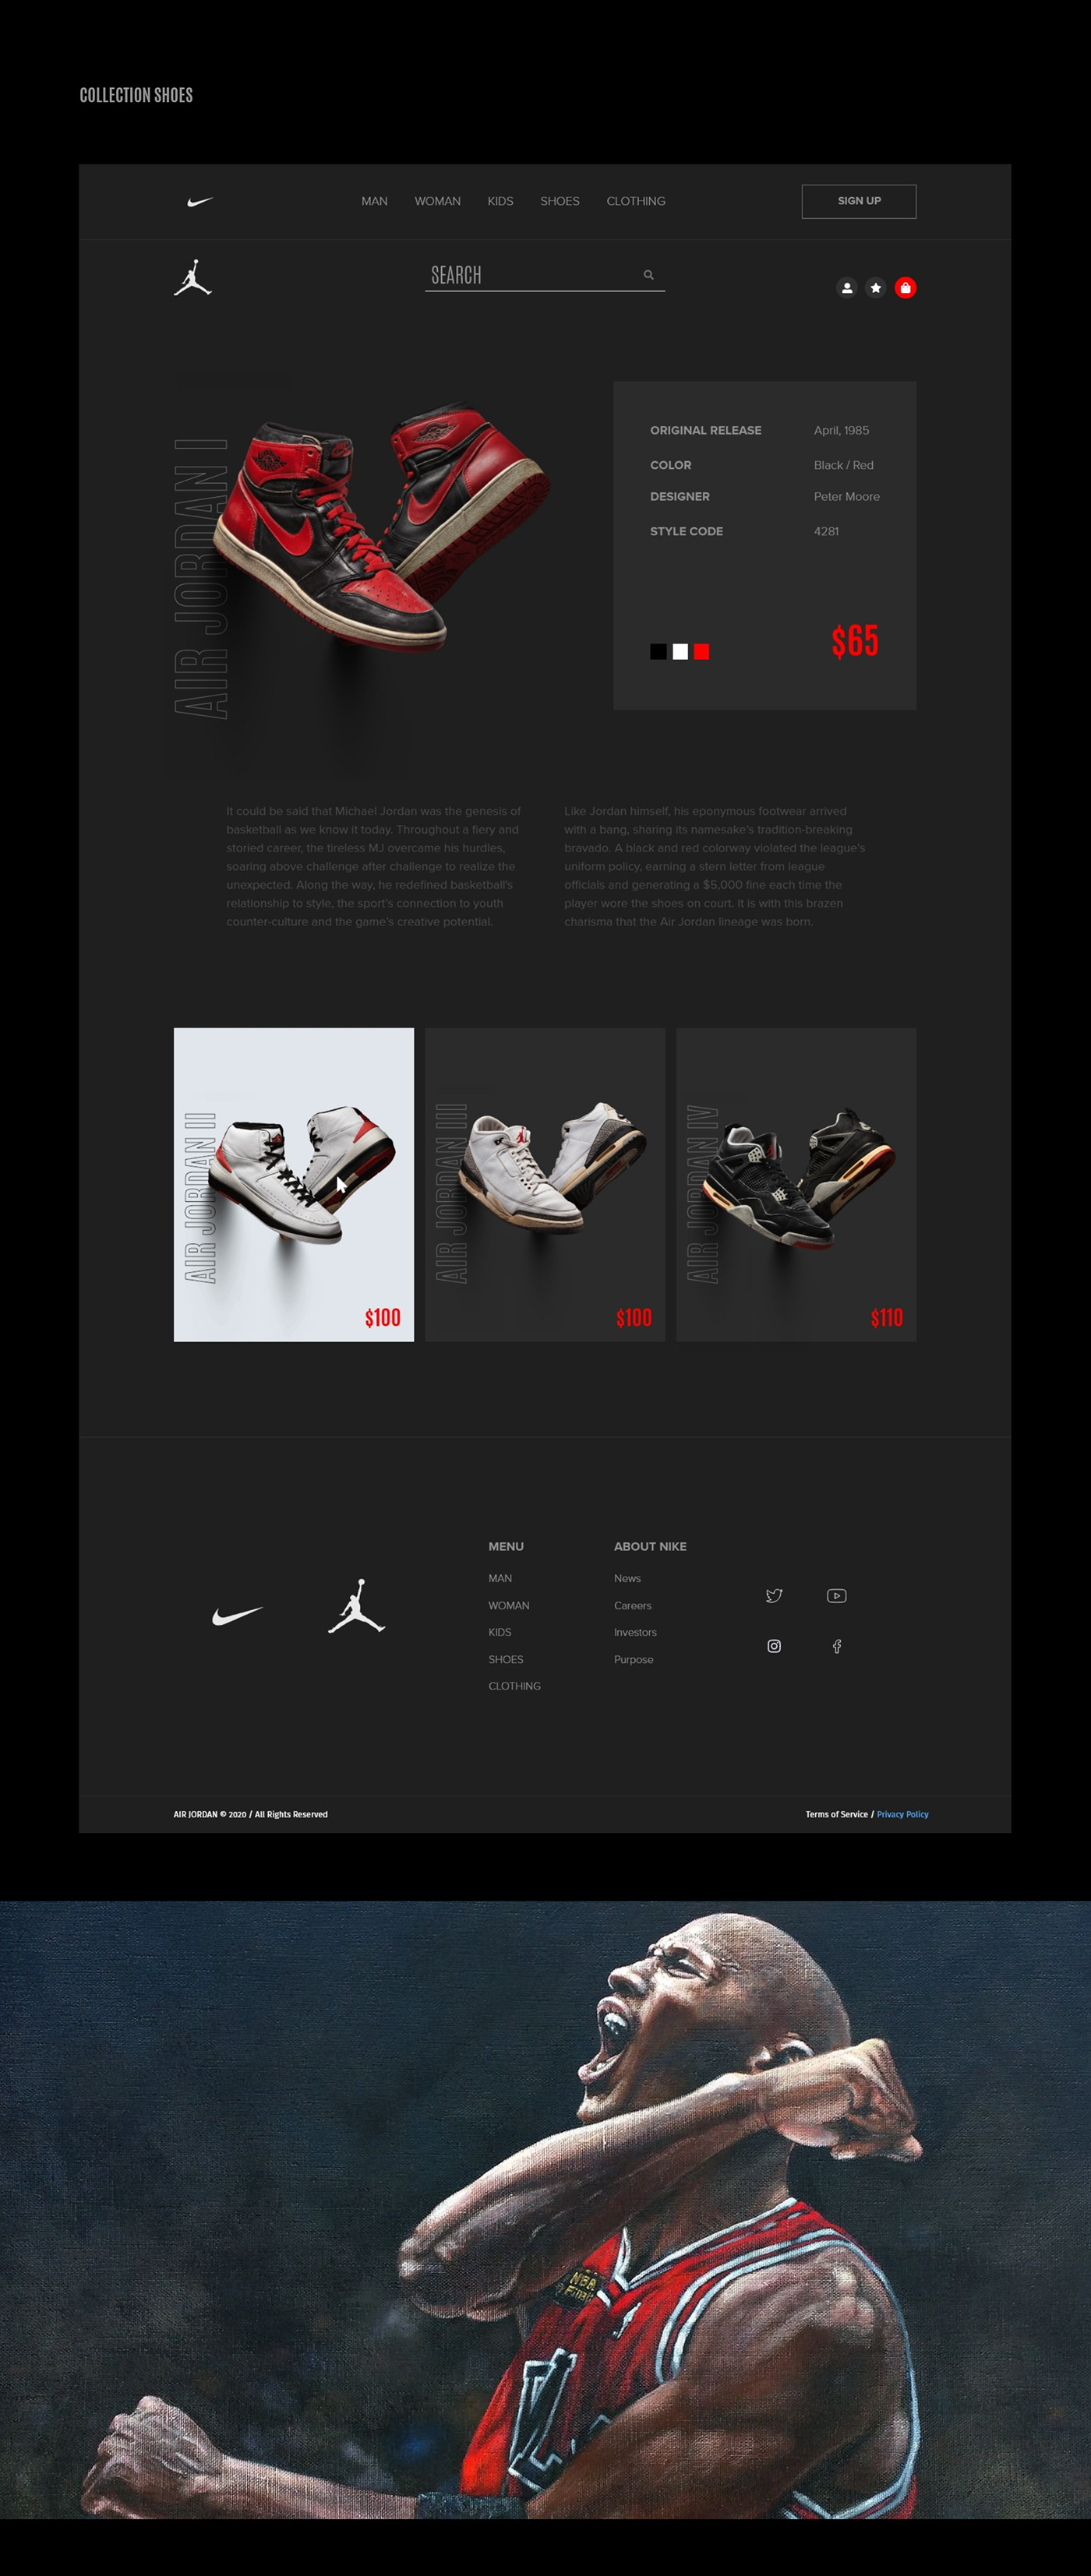 COLLECTION SHOES
MAN WOMAN KIDS SHOES CLOTHING SIGN UP
SEARCH
AIR JORDAN I
ORIGINAL RELEASE April, 1985
COLOR Black / Red
DESIGNER Peter Moore
STYLE CODE 4281
$65
It could be said that Michael Jordan was the genesis of
basketball as we know it today. Throughout a fiery and
storied career, the tireless MJ overcame his hurdles,
soaring above challenge after challenge to realize the
unexpected. Along the way, he redefined basketball's
relationship to style, the sport's connection to youth
counter-culture and the game's creative potential.
Like Jordan himself, his eponymous footwear arrived
with a bang, sharing its namesake's tradition-breaking
bravado. A black and red colorway violated the league's
uniform policy, earning a stern letter from league
officials and generating a $5,000 fine each time the
player wore the shoes on court. It is with this brazen
charisma that the Air Jordan lineage was born.
AIR JORDAN II
$100
AIR JORDAN III
$100
AIR JORDAN IV
$110
MENU
MAN
WOMAN
KIDS
SHOES
CLOTHING
ABOUT NIKE
News
Careers
Investors
Purpose
AIR JORDAN © 2020 / All Rights Reserved
Terms of Service / Privacy Policy
NBA